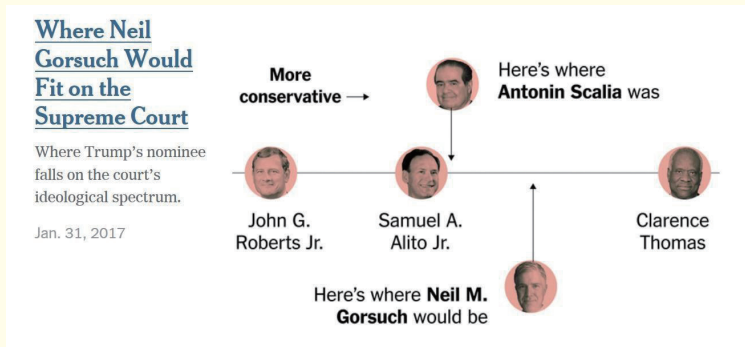 Where Neil
Gorsuch Would
Fit on the
Supreme Court
Where Trump’s nominee
falls on the court’s
ideological spectrum.
Jan. 31, 2017
More
conservative →
Here’s where
Antonin Scalia was
John G.
Roberts Jr.
Samuel A.
Alito Jr.
Clarence
Thomas
Here’s where Neil M.
Gorsuch would be